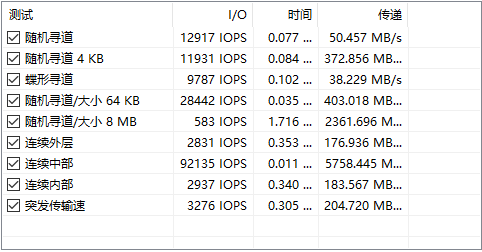 测试 I/O 时间 传递
随机寻道 12917 IOPS 0.077 ... 50.457 MB/s
随机寻道 4 KB 11931 IOPS 0.084 ... 372.856 MB...
蝶形寻道 9787 IOPS 0.102 ... 38.229 MB/s
随机寻道/大小 64 KB 28442 IOPS 0.035 ... 403.018 MB...
随机寻道/大小 8 MB 583 IOPS 1.716 ... 2361.696 M...
连续外层 2831 IOPS 0.353 ... 176.936 MB...
连续中部 92135 IOPS 0.011 ... 5758.445 M...
连续内部 2937 IOPS 0.340 ... 183.567 MB...
突发传输速 3276 IOPS 0.305 ... 204.720 MB...